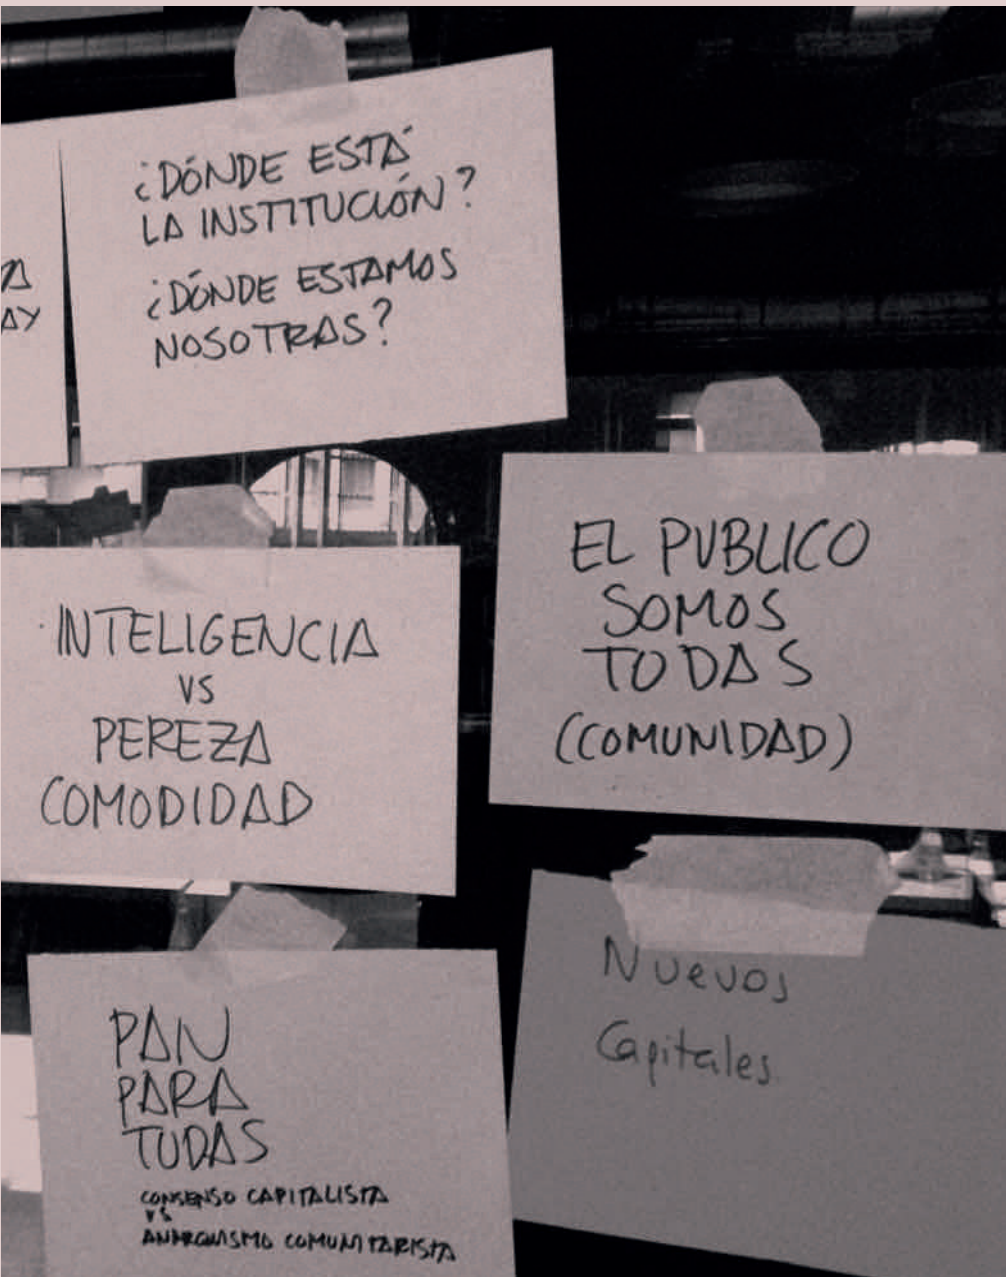 ¿DÓNDE ESTÁ
LA INSTITUCIÓN?
¿DÓNDE ESTAMOS
NOSOTRAS?
AY
INTELIGENCIA
VS
PEREZA
COMODIDAD
EL PUBLICO
SOMOS
TODAS
(COMUNIDAD)
PAN
PARA
TODAS
CONSENSO CAPITALISTA
VS
ANARQUISMO COMUNITARISTA
Nuevos
Capitales